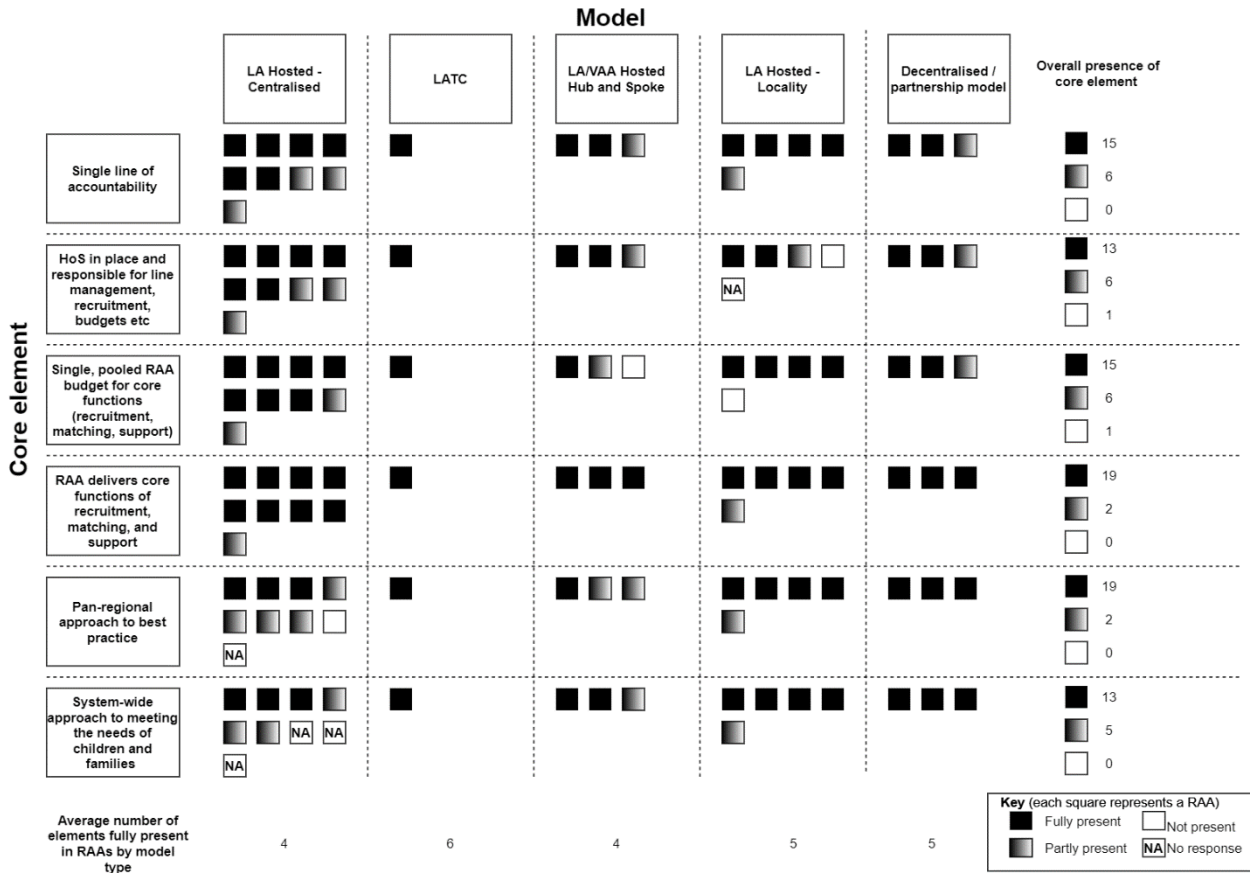 Model
LA Hosted -
Centralised
LATC
LA/VAA Hosted
Hub and Spoke
LA Hosted -
Locality
Decentralised /
partnership model
Overall presence of
core element
Core element
Single line of
accountability
15
6
0
HoS in place and
responsible for line
management,
recruitment,
budgets etc
NA
13
6
1
Single, pooled RAA
budget for core
functions
(recruitment,
matching, support)
15
6
1
RAA delivers core
functions of
recruitment,
matching, and
support
19
2
0
Pan-regional
approach to best
practice
NA
19
2
0
System-wide
approach to meeting
the needs of
children and
families
NA NA
NA
13
5
0
Average number of
elements fully present
in RAAs by model
type
4
6
4
5
5
Key (each square represents a RAA)
Fully present
Not present
Partly present
NA No response